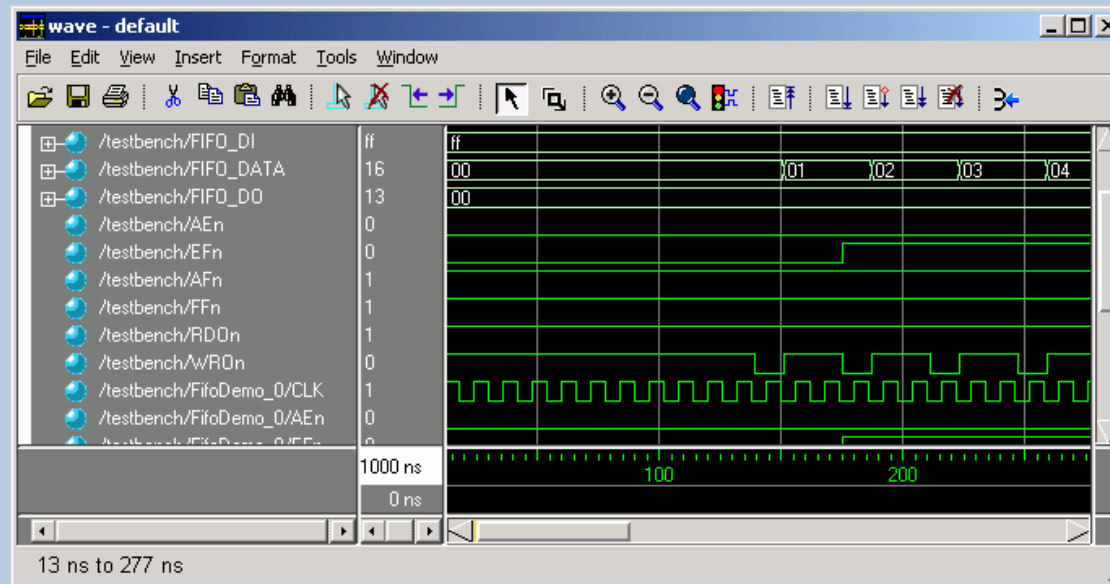 wave - default
File Edit View Insert Format Tools Window
/testbench/FIFO_DI ff ff
/testbench/FIFO_DATA 16 00 01 02 03 04
/testbench/FIFO_DO 13 00
/testbench/AEn 0
/testbench/EFn 0
/testbench/AFn 1
/testbench/FFn 1
/testbench/RDOn 1
/testbench/WROn 0
/testbench/FifoDemo_0/CLK 1
/testbench/FifoDemo_0/AEn 0
1000 ns 100 200
0 ns
13 ns to 277 ns